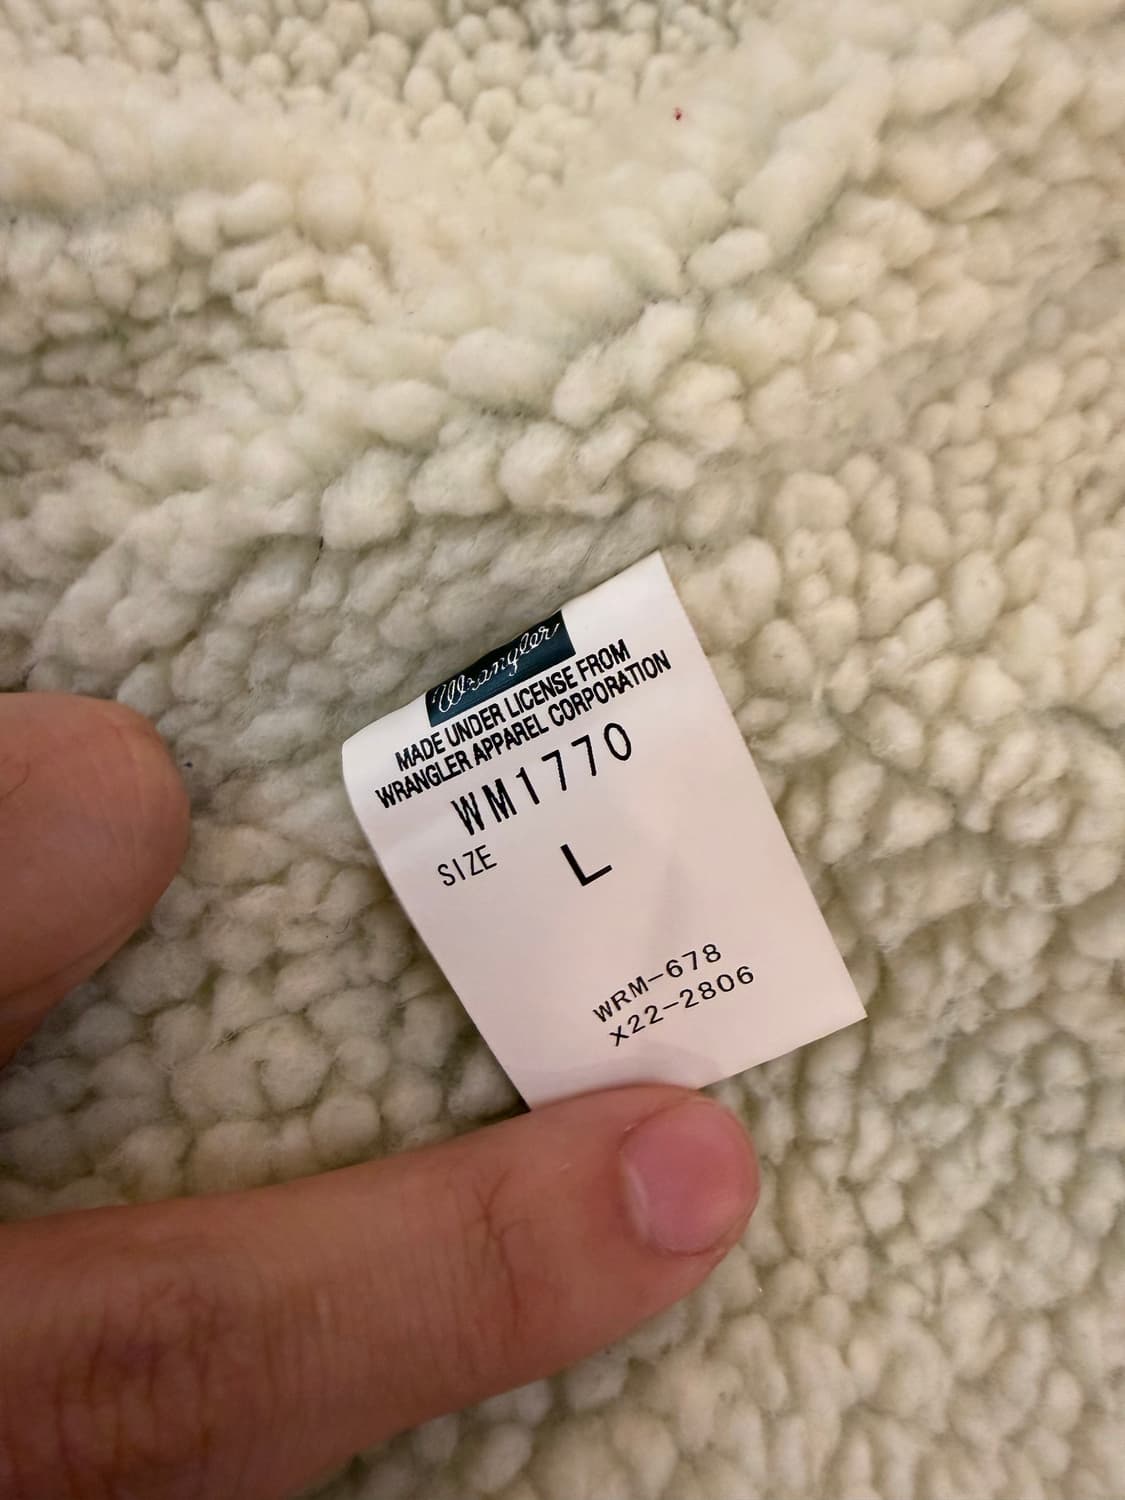 Wrangler
MADE UNDER LICENSE FROM
WRANGLER APPAREL CORPORATION
WM1770
SIZE L
WRM-678
X22-2806